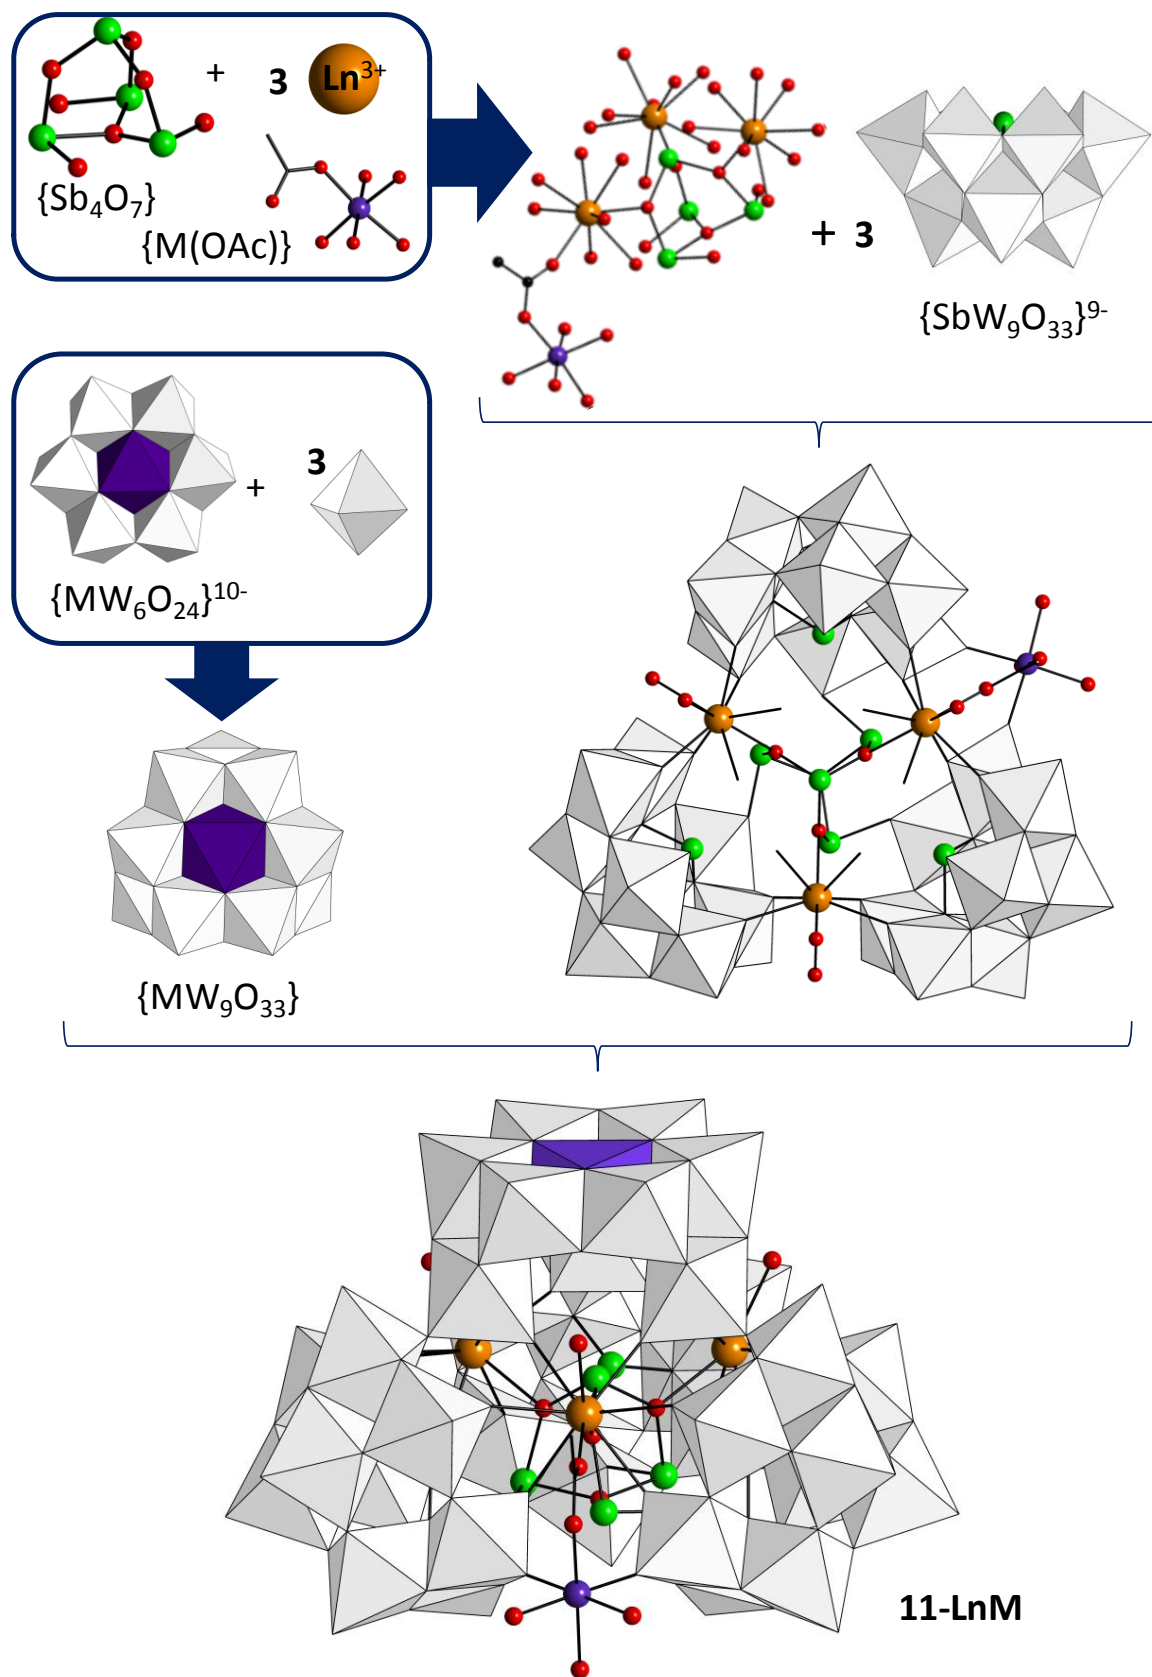 + 3 Ln³⁺
{Sb₄O₇}
{M(OAc)}
+ 3
{SbW₉O₃₃}⁹⁻
3
+
{MW₆O₂₄}¹⁰⁻
{MW₉O₃₃}
11-LnM